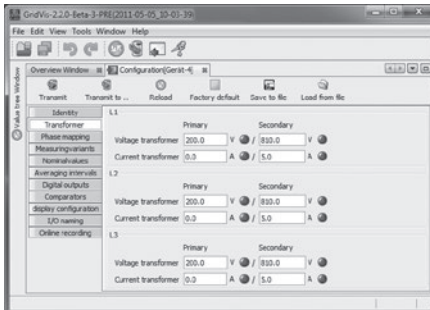 GridVis-2.2.0-Beta-3-PRE(2011-05-05_10-03-39)
File Edit View Tools Window Help
Value tree Window
Overview Window Configuration[Gerät-4]
Transmit Transmit to ... Reload Factory default Save to file Load from file
Identity
Transformer
Phase mapping
Measuringvariants
Nominalvalues
Averaging intervals
Digital outputs
Comparators
display configuration
I/O naming
Online recording
L1
Primary Secondary
Voltage transformer 200.0 V / 810.0 V
Current transformer 0.0 A / 5.0 A
L2
Primary Secondary
Voltage transformer 200.0 V / 810.0 V
Current transformer 0.0 A / 5.0 A
L3
Primary Secondary
Voltage transformer 200.0 V / 810.0 V
Current transformer 0.0 A / 5.0 A